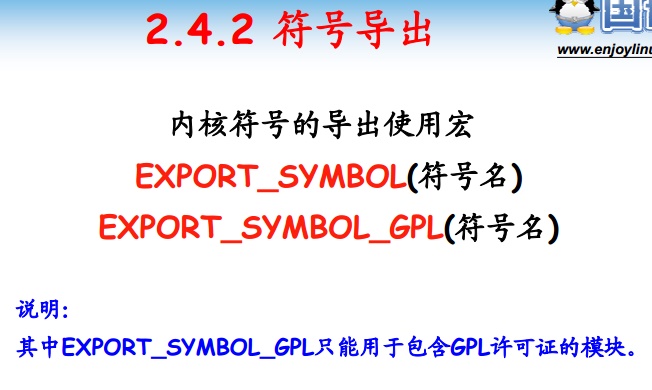 2.4.2 符号导出
www.enjoylinu
内核符号的导出使用宏
EXPORT_SYMBOL(符号名)
EXPORT_SYMBOL_GPL(符号名)
说明:
其中EXPORT_SYMBOL_GPL只能用于包含GPL许可证的模块。